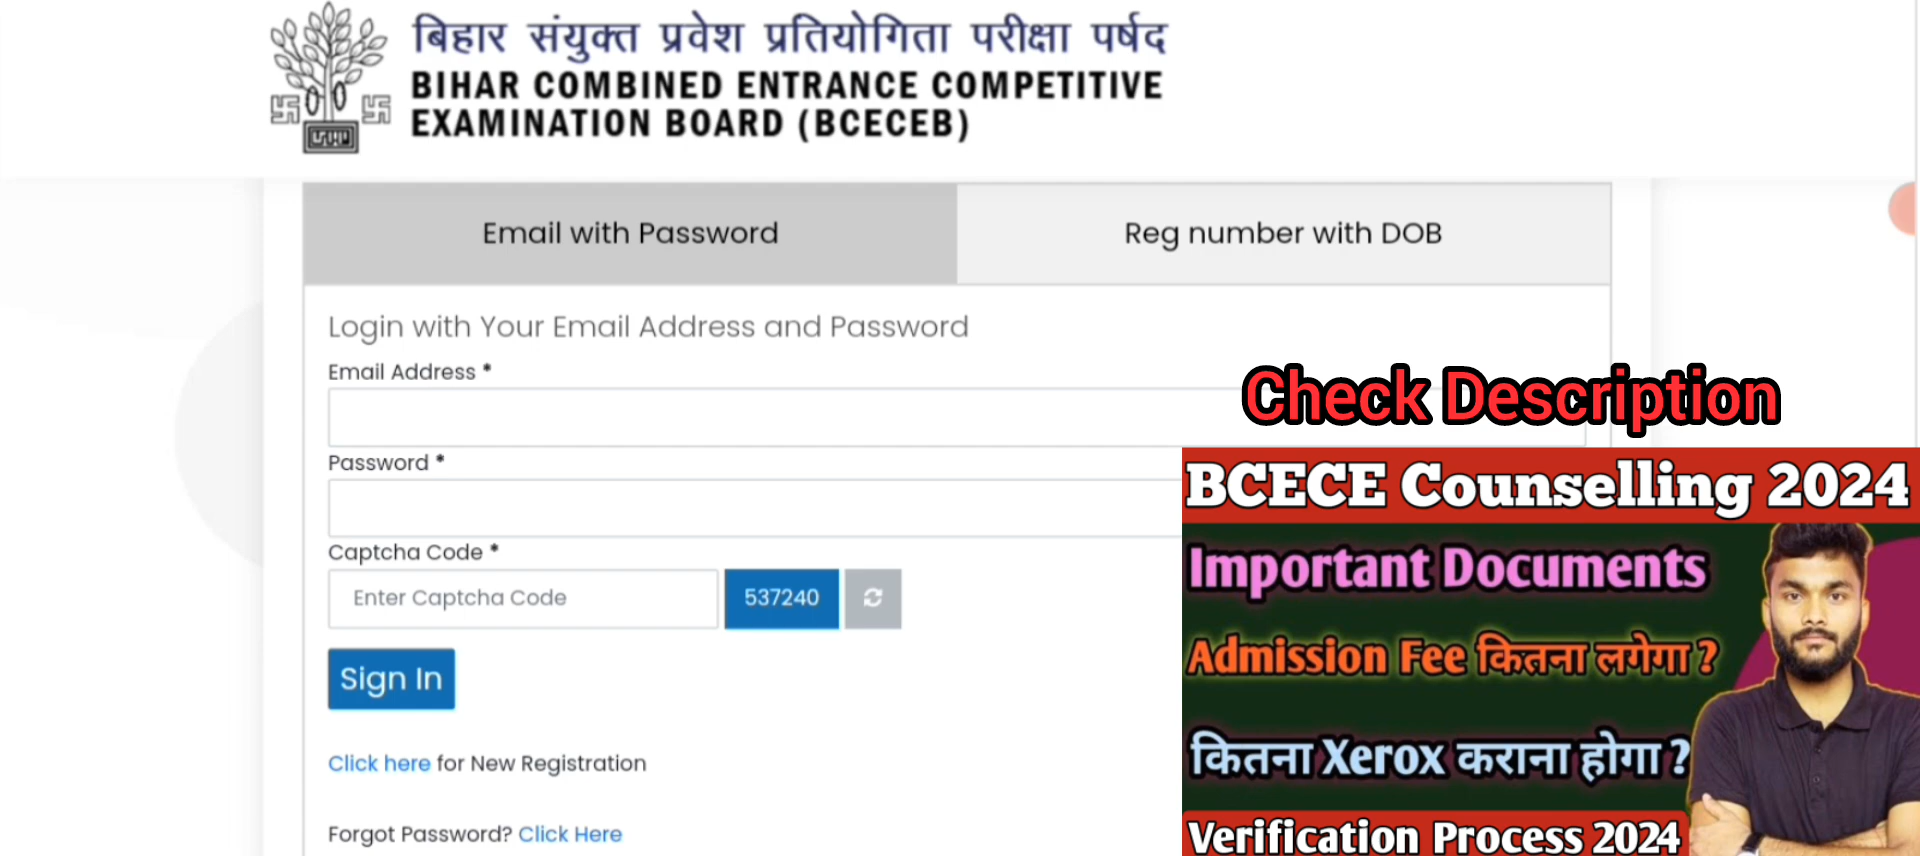 बिहार संयुक्त प्रवेश प्रतियोगिता परीक्षा पर्षद
BIHAR COMBINED ENTRANCE COMPETITIVE
EXAMINATION BOARD (BCECEB)
Email with Password
Reg number with DOB
Login with Your Email Address and Password
Email Address *
Password *
Captcha Code *
Enter Captcha Code
537240
Sign In
Click here for New Registration
Forgot Password? Click Here
Check Description
BCECE Counselling 2024
Important Documents
Admission Fee कितना लगेगा ?
कितना Xerox कराना होगा ?
Verification Process 2024